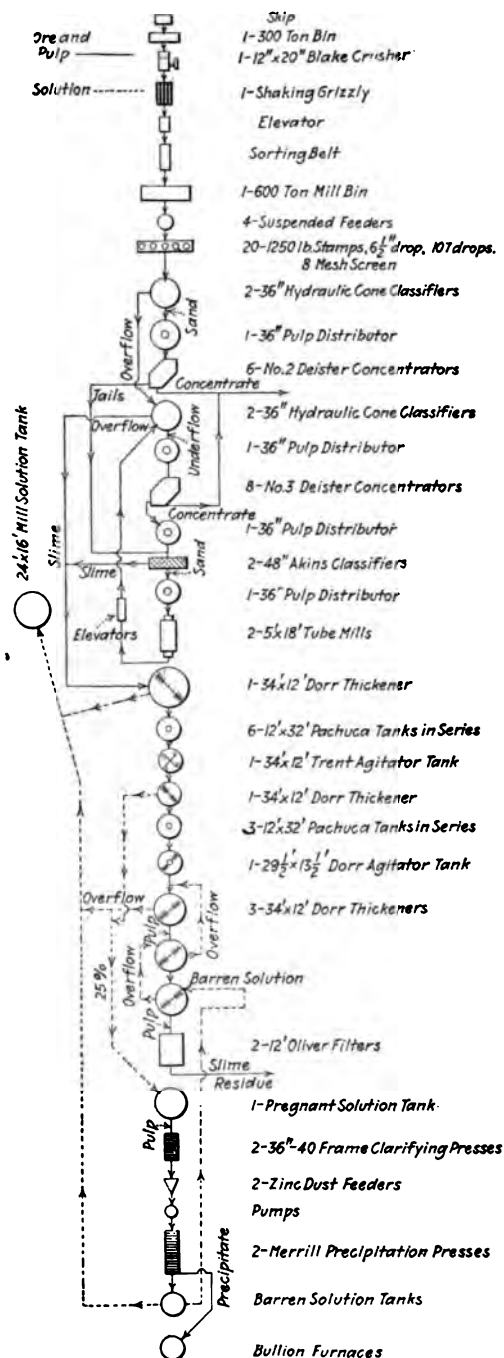 Skip
Ore and
Pulp
1-300 Ton Bin
1-12"x20" Blake Crusher
Solution
1-Shaking Grizzly
Elevator
Sorting Belt
1-600 Ton Mill Bin
4-Suspended Feeders
20-1250 lb. Stamps, 6½" drop, 107 drops.
8 Mesh Screen
2-36" Hydraulic Cone Classifiers
Sand
Overflow
1-36" Pulp Distributor
6-No.2 Deister Concentrators
Concentrate
Tails
Overflow
2-36" Hydraulic Cone Classifiers
Underflow
1-36" Pulp Distributor
8-No.3 Deister Concentrators
Concentrate
24'x16' Mill Solution Tank
1-36" Pulp Distributor
Slime
Slime
2-48" Akins Classifiers
Sand
1-36" Pulp Distributor
Elevators
2-5'x18' Tube Mills
1-34'x12' Dorr Thickener
6-12'x32' Pachuca Tanks in Series
1-34'x12' Trent Agitator Tank
1-34'x12' Dorr Thickener
3-12'x32' Pachuca Tanks in Series
1-29½'x13½' Dorr Agitator Tank
Overflow
3-34'x12' Dorr Thickeners
Pulp
Overflow
Overflow
25%
Barren Solution
Pulp
2-12' Oliver Filters
Slime
Residue
1-Pregnant Solution Tank
Pulp
2-36"-40 Frame Clarifying Presses
2-Zinc Dust Feeders
Pumps
2-Merrill Precipitation Presses
Precipitate
Barren Solution Tanks
Bullion Furnaces